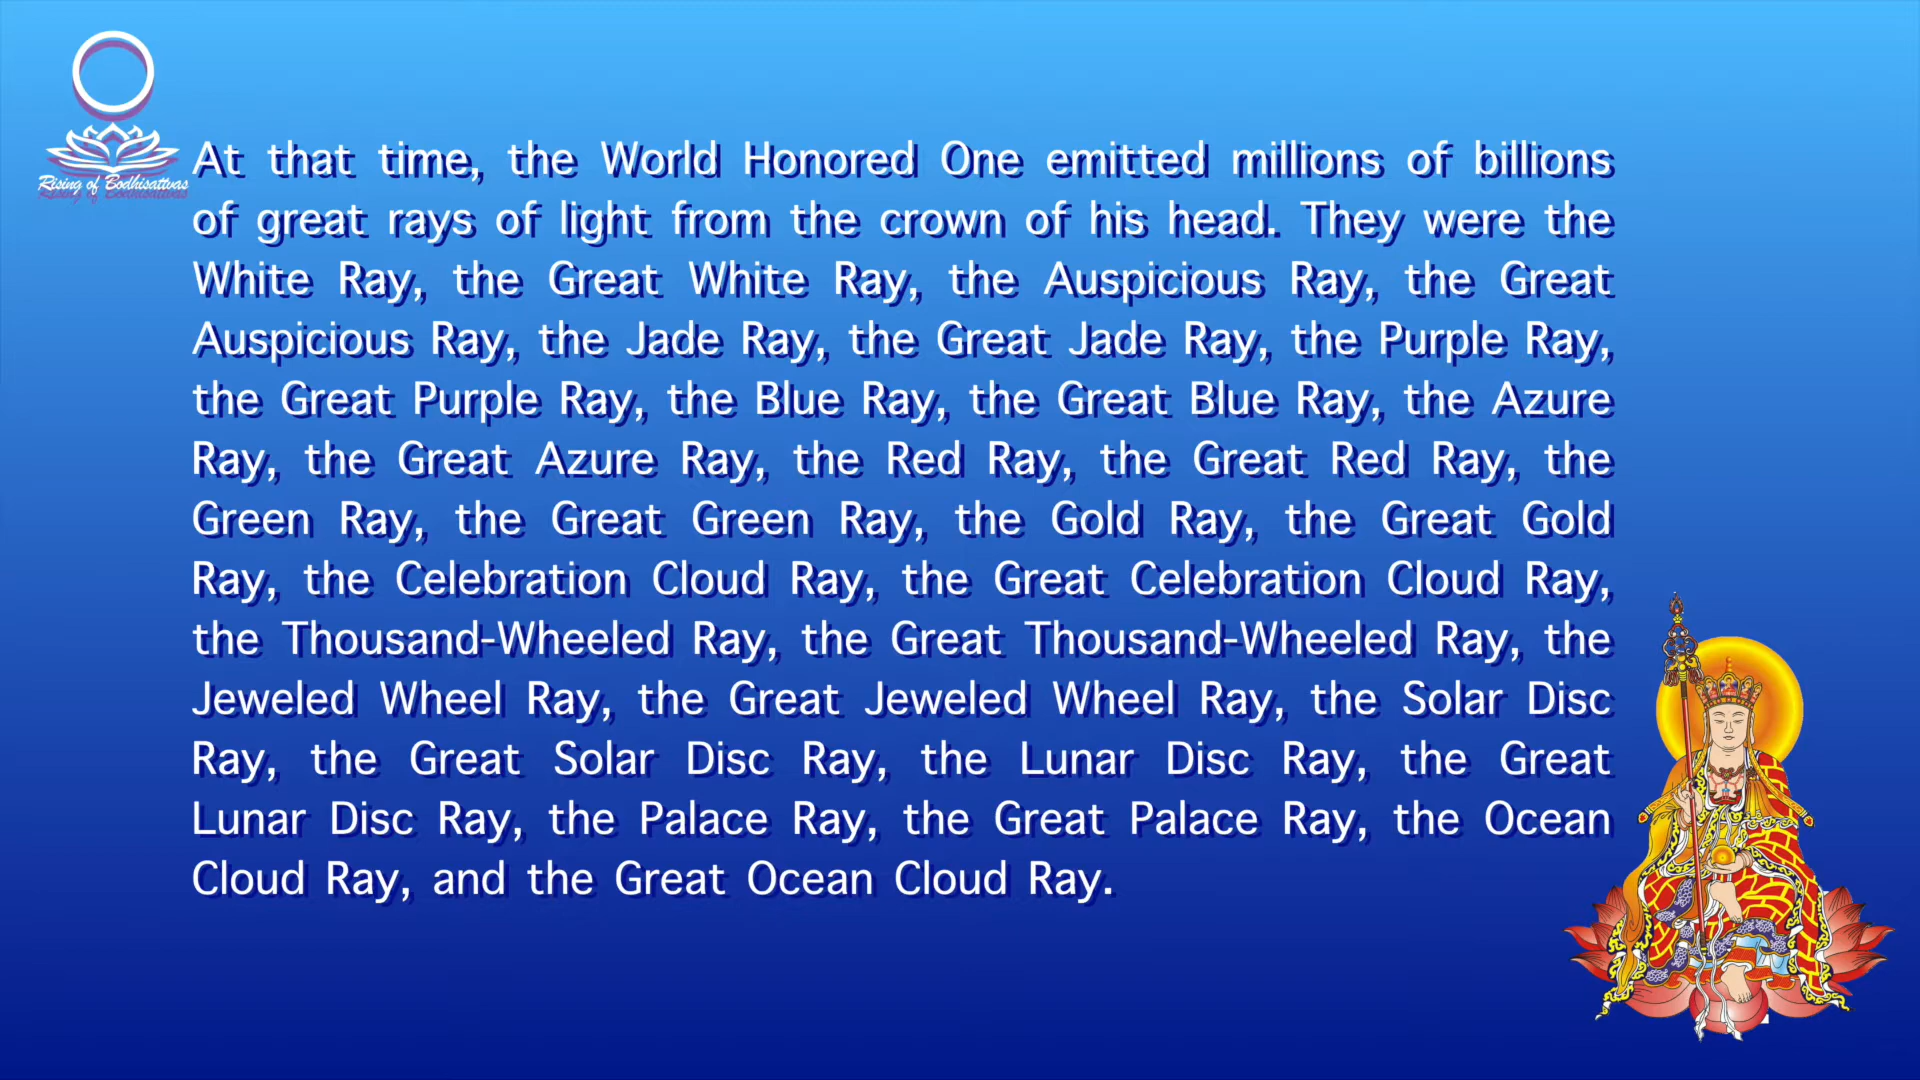 Rising of Bodhisattvas
At that time, the World Honored One emitted millions of billions
of great rays of light from the crown of his head. They were the
White Ray, the Great White Ray, the Auspicious Ray, the Great
Auspicious Ray, the Jade Ray, the Great Jade Ray, the Purple Ray,
the Great Purple Ray, the Blue Ray, the Great Blue Ray, the Azure
Ray, the Great Azure Ray, the Red Ray, the Great Red Ray, the
Green Ray, the Great Green Ray, the Gold Ray, the Great Gold
Ray, the Celebration Cloud Ray, the Great Celebration Cloud Ray,
the Thousand-Wheeled Ray, the Great Thousand-Wheeled Ray, the
Jeweled Wheel Ray, the Great Jeweled Wheel Ray, the Solar Disc
Ray, the Great Solar Disc Ray, the Lunar Disc Ray, the Great
Lunar Disc Ray, the Palace Ray, the Great Palace Ray, the Ocean
Cloud Ray, and the Great Ocean Cloud Ray.